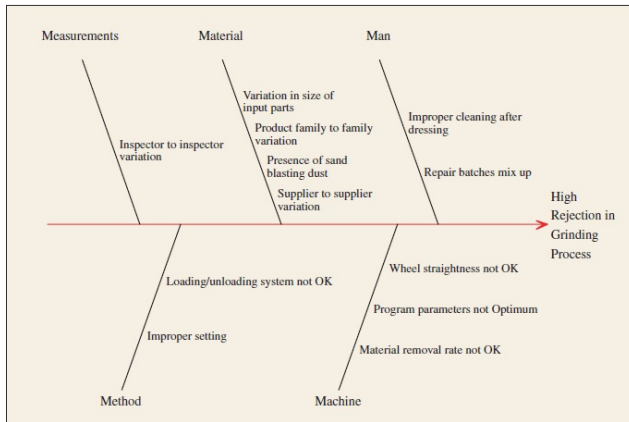 Measurements
Material
Man
Variation in size of
input parts
Product family to family
variation
Presence of sand
blasting dust
Supplier to supplier
variation
Inspector to inspector
variation
Improper cleaning after
dressing
Repair batches mix up
High
Rejection in
Grinding
Process
Loading/unloading system not OK
Improper setting
Wheel straightness not OK
Program parameters not Optimum
Material removal rate not OK
Method
Machine